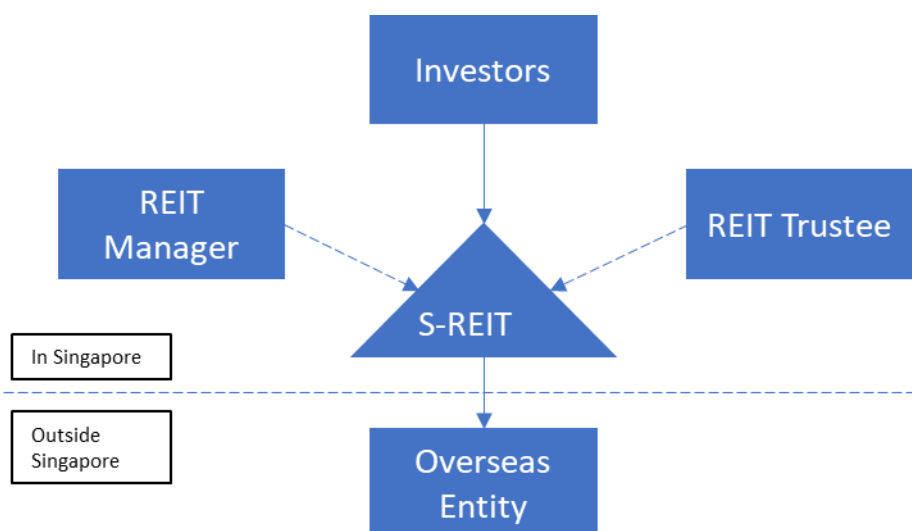 Investors
REIT
Manager
REIT Trustee
S-REIT
In Singapore
Outside
Singapore
Overseas
Entity